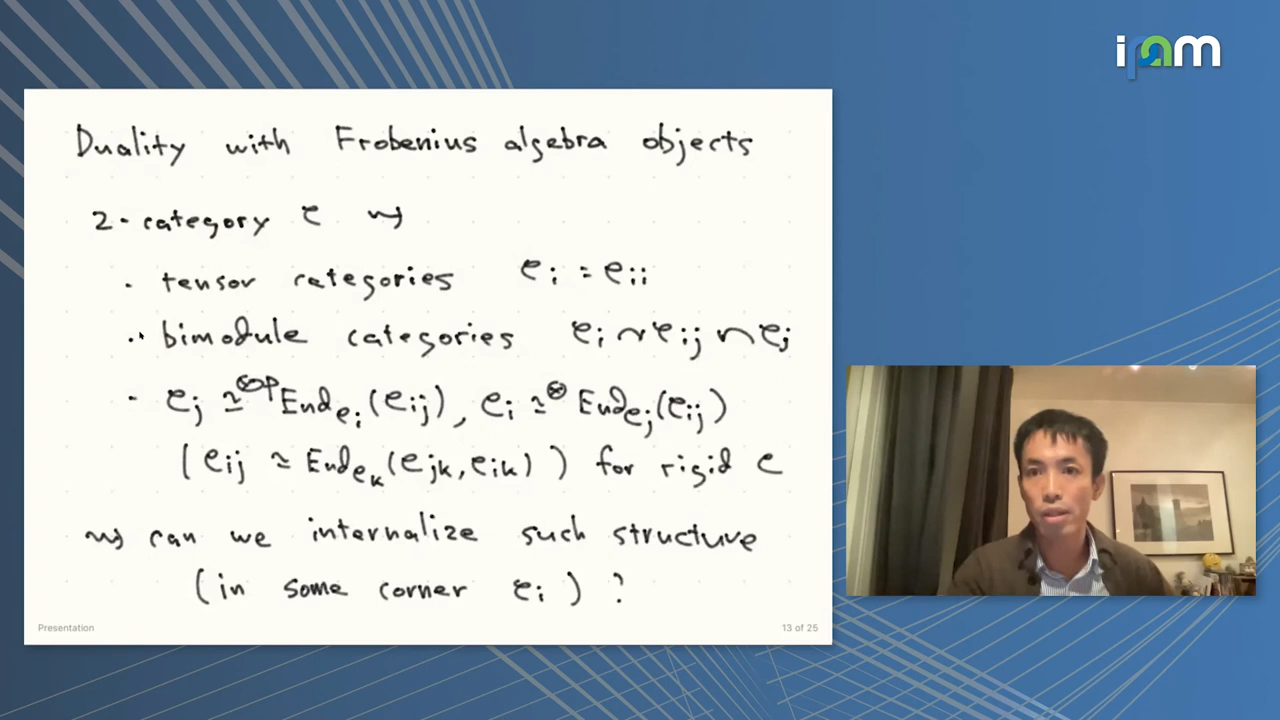 ipam
Duality with Frobenius algebra objects
2-category C ⇝
· tensor categories C_i = C_ii
· bimodule categories C_i ↷ C_ij ↶ C_j
· C_j ≃^⊗op End_{C_i}(C_ij), C_i ≃^⊗ End_{C_j}(C_ij)
(C_ij ≃ End_{C_k}(C_jk, C_ik)) for rigid C
⇝ can we internalize such structure
(in some corner C_i) ?
Presentation
13 of 25